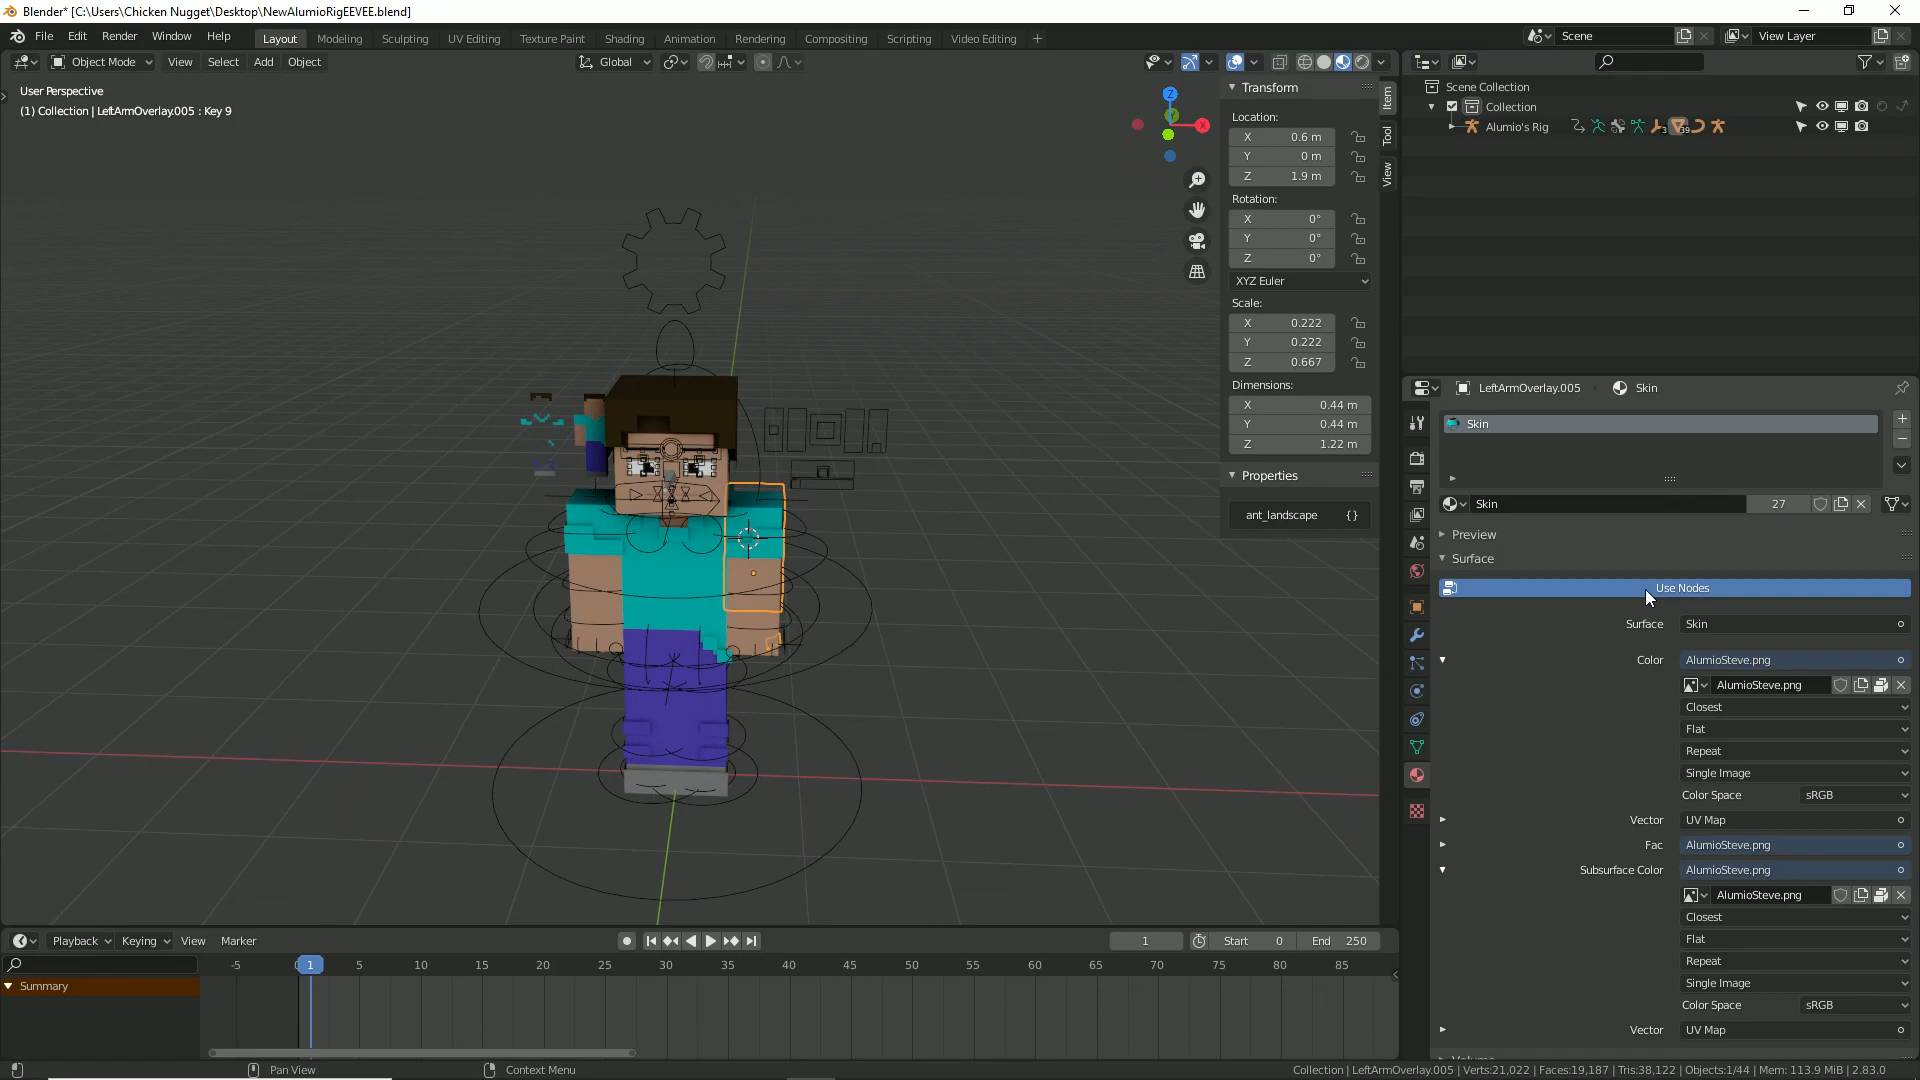 Blender* [C:\Users\Chicken Nugget\Desktop\NewAlumioRigEEVEE.blend]
File Edit Render Window Help Layout Modeling Sculpting UV Editing Texture Paint Shading Animation Rendering Compositing Scripting Video Editing + Scene View Layer
Object Mode View Select Add Object Global
User Perspective
(1) Collection | LeftArmOverlay.005 : Key 9
Z
X
Transform
Location:
X 0.6 m
Y 0 m
Z 1.9 m
Rotation:
X 0°
Y 0°
Z 0°
XYZ Euler
Scale:
X 0.222
Y 0.222
Z 0.667
Dimensions:
X 0.44 m
Y 0.44 m
Z 1.22 m
Properties
ant_landscape {}
Item
Tool
View
Scene Collection
Collection
Alumio's Rig 3 39
LeftArmOverlay.005 Skin
Skin
Skin 27
Preview
Surface
Use Nodes
Surface Skin
Color AlumioSteve.png
AlumioSteve.png
Closest
Flat
Repeat
Single Image
Color Space sRGB
Vector UV Map
Fac AlumioSteve.png
Subsurface Color AlumioSteve.png
AlumioSteve.png
Closest
Flat
Repeat
Single Image
Color Space sRGB
Vector UV Map
Playback Keying View Marker 1 Start 0 End 250
-5 1 5 10 15 20 25 30 35 40 45 50 55 60 65 70 75 80 85
Summary
Pan View Context Menu Collection | LeftArmOverlay.005 | Verts:21,022 | Faces:19,187 | Tris:38,122 | Objects:1/44 | Mem: 113.9 MiB | 2.83.0